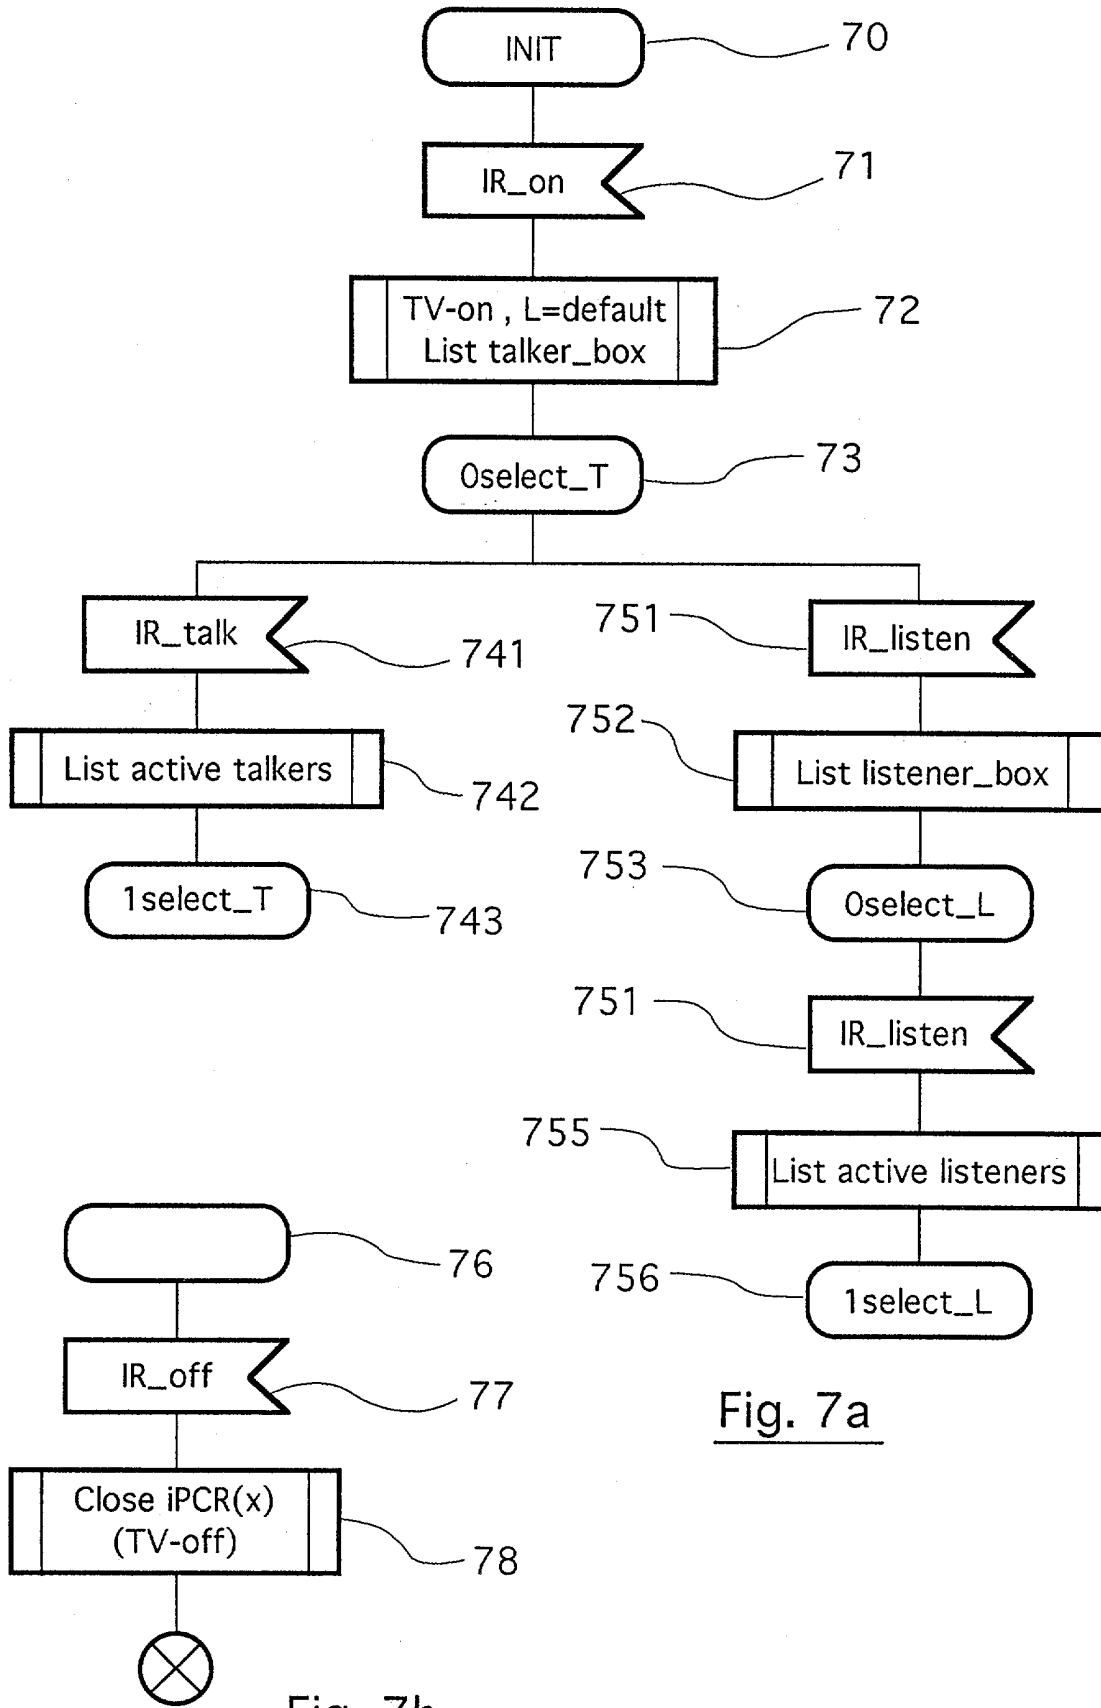 INIT
70
IR_on
71
TV-on , L=default
List talker_box
72
0select_T
73
IR_talk
741
751
IR_listen
List active talkers
742
752
List listener_box
1select_T
743
753
0select_L
751
IR_listen
755
List active listeners
76
756
1select_L
IR_off
77
Fig. 7a
Close iPCR(x)
(TV-off)
78
Fig. 7b